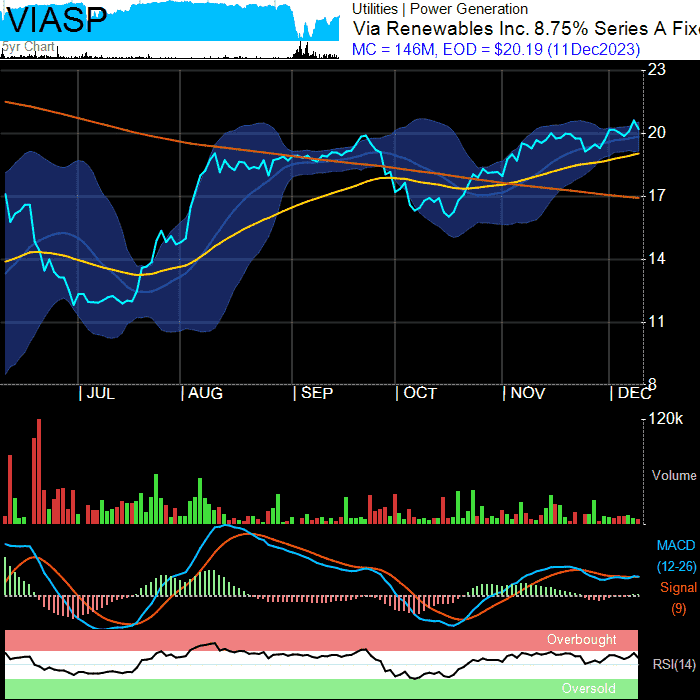 VIASP
5yr Chart
Utilities | Power Generation
Via Renewables Inc. 8.75% Series A Fixe
MC = 146M, EOD = $20.19 (11Dec2023)
23
20
17
14
11
8
| JUL | AUG | SEP | OCT | NOV | DEC
120k
Volume
MACD
(12-26)
Signal
(9)
Overbought
RSI(14)
Oversold